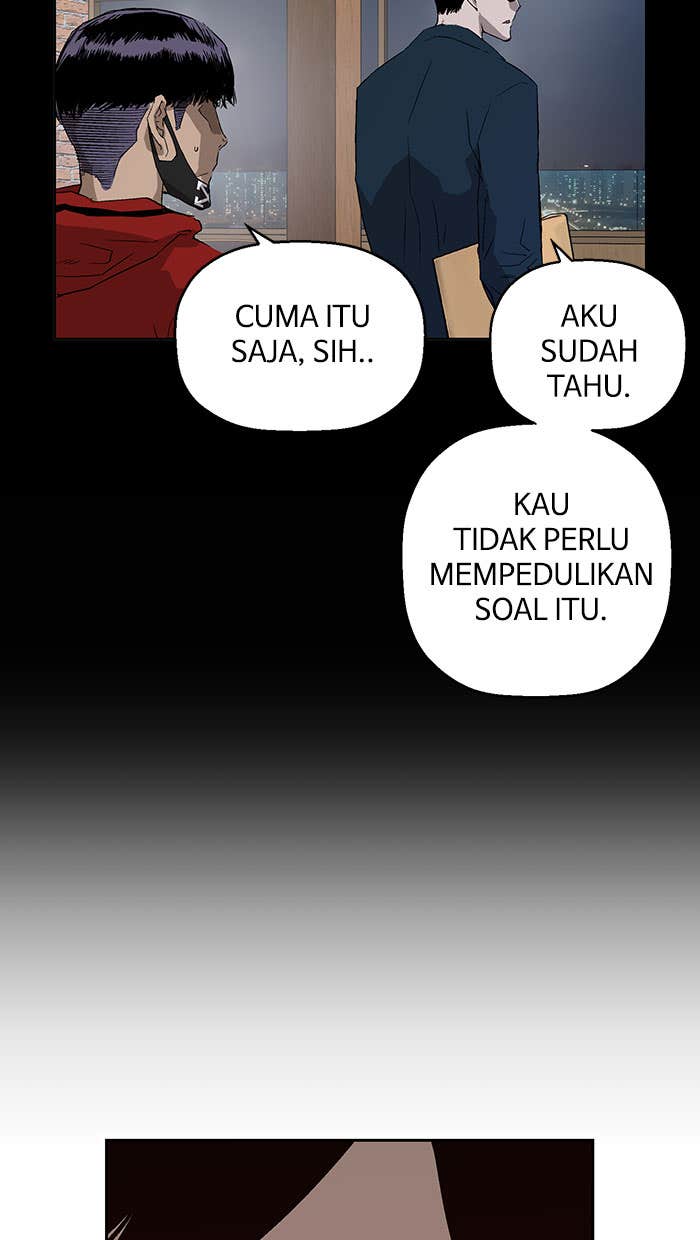 CUMA ITU
SAJA, SIH..
AKU
SUDAH
TAHU.
KAU
TIDAK PERLU
MEMPEDULIKAN
SOAL ITU.